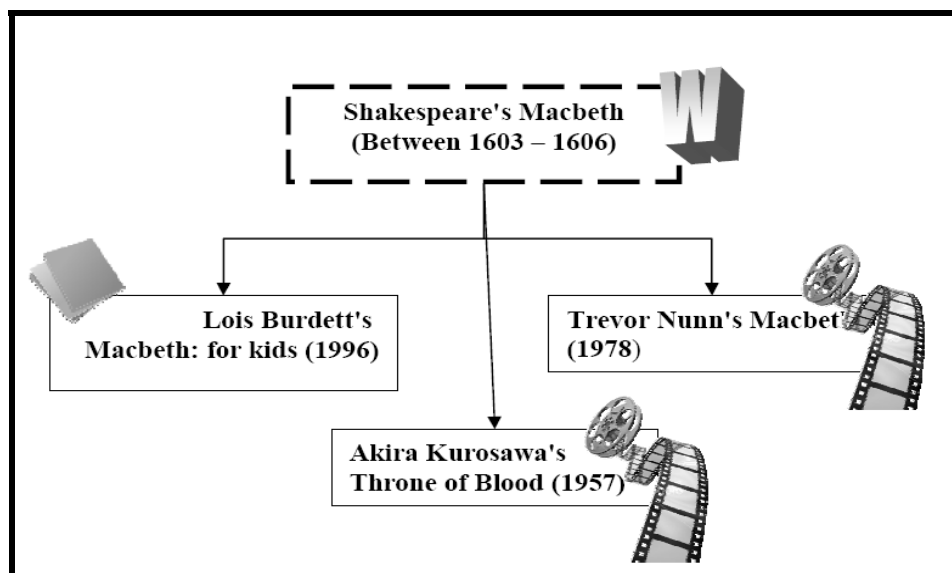 Shakespeare's Macbeth
(Between 1603 – 1606)
W
Lois Burdett's
Macbeth: for kids (1996)
Trevor Nunn's Macbet
(1978)
Akira Kurosawa's
Throne of Blood (1957)